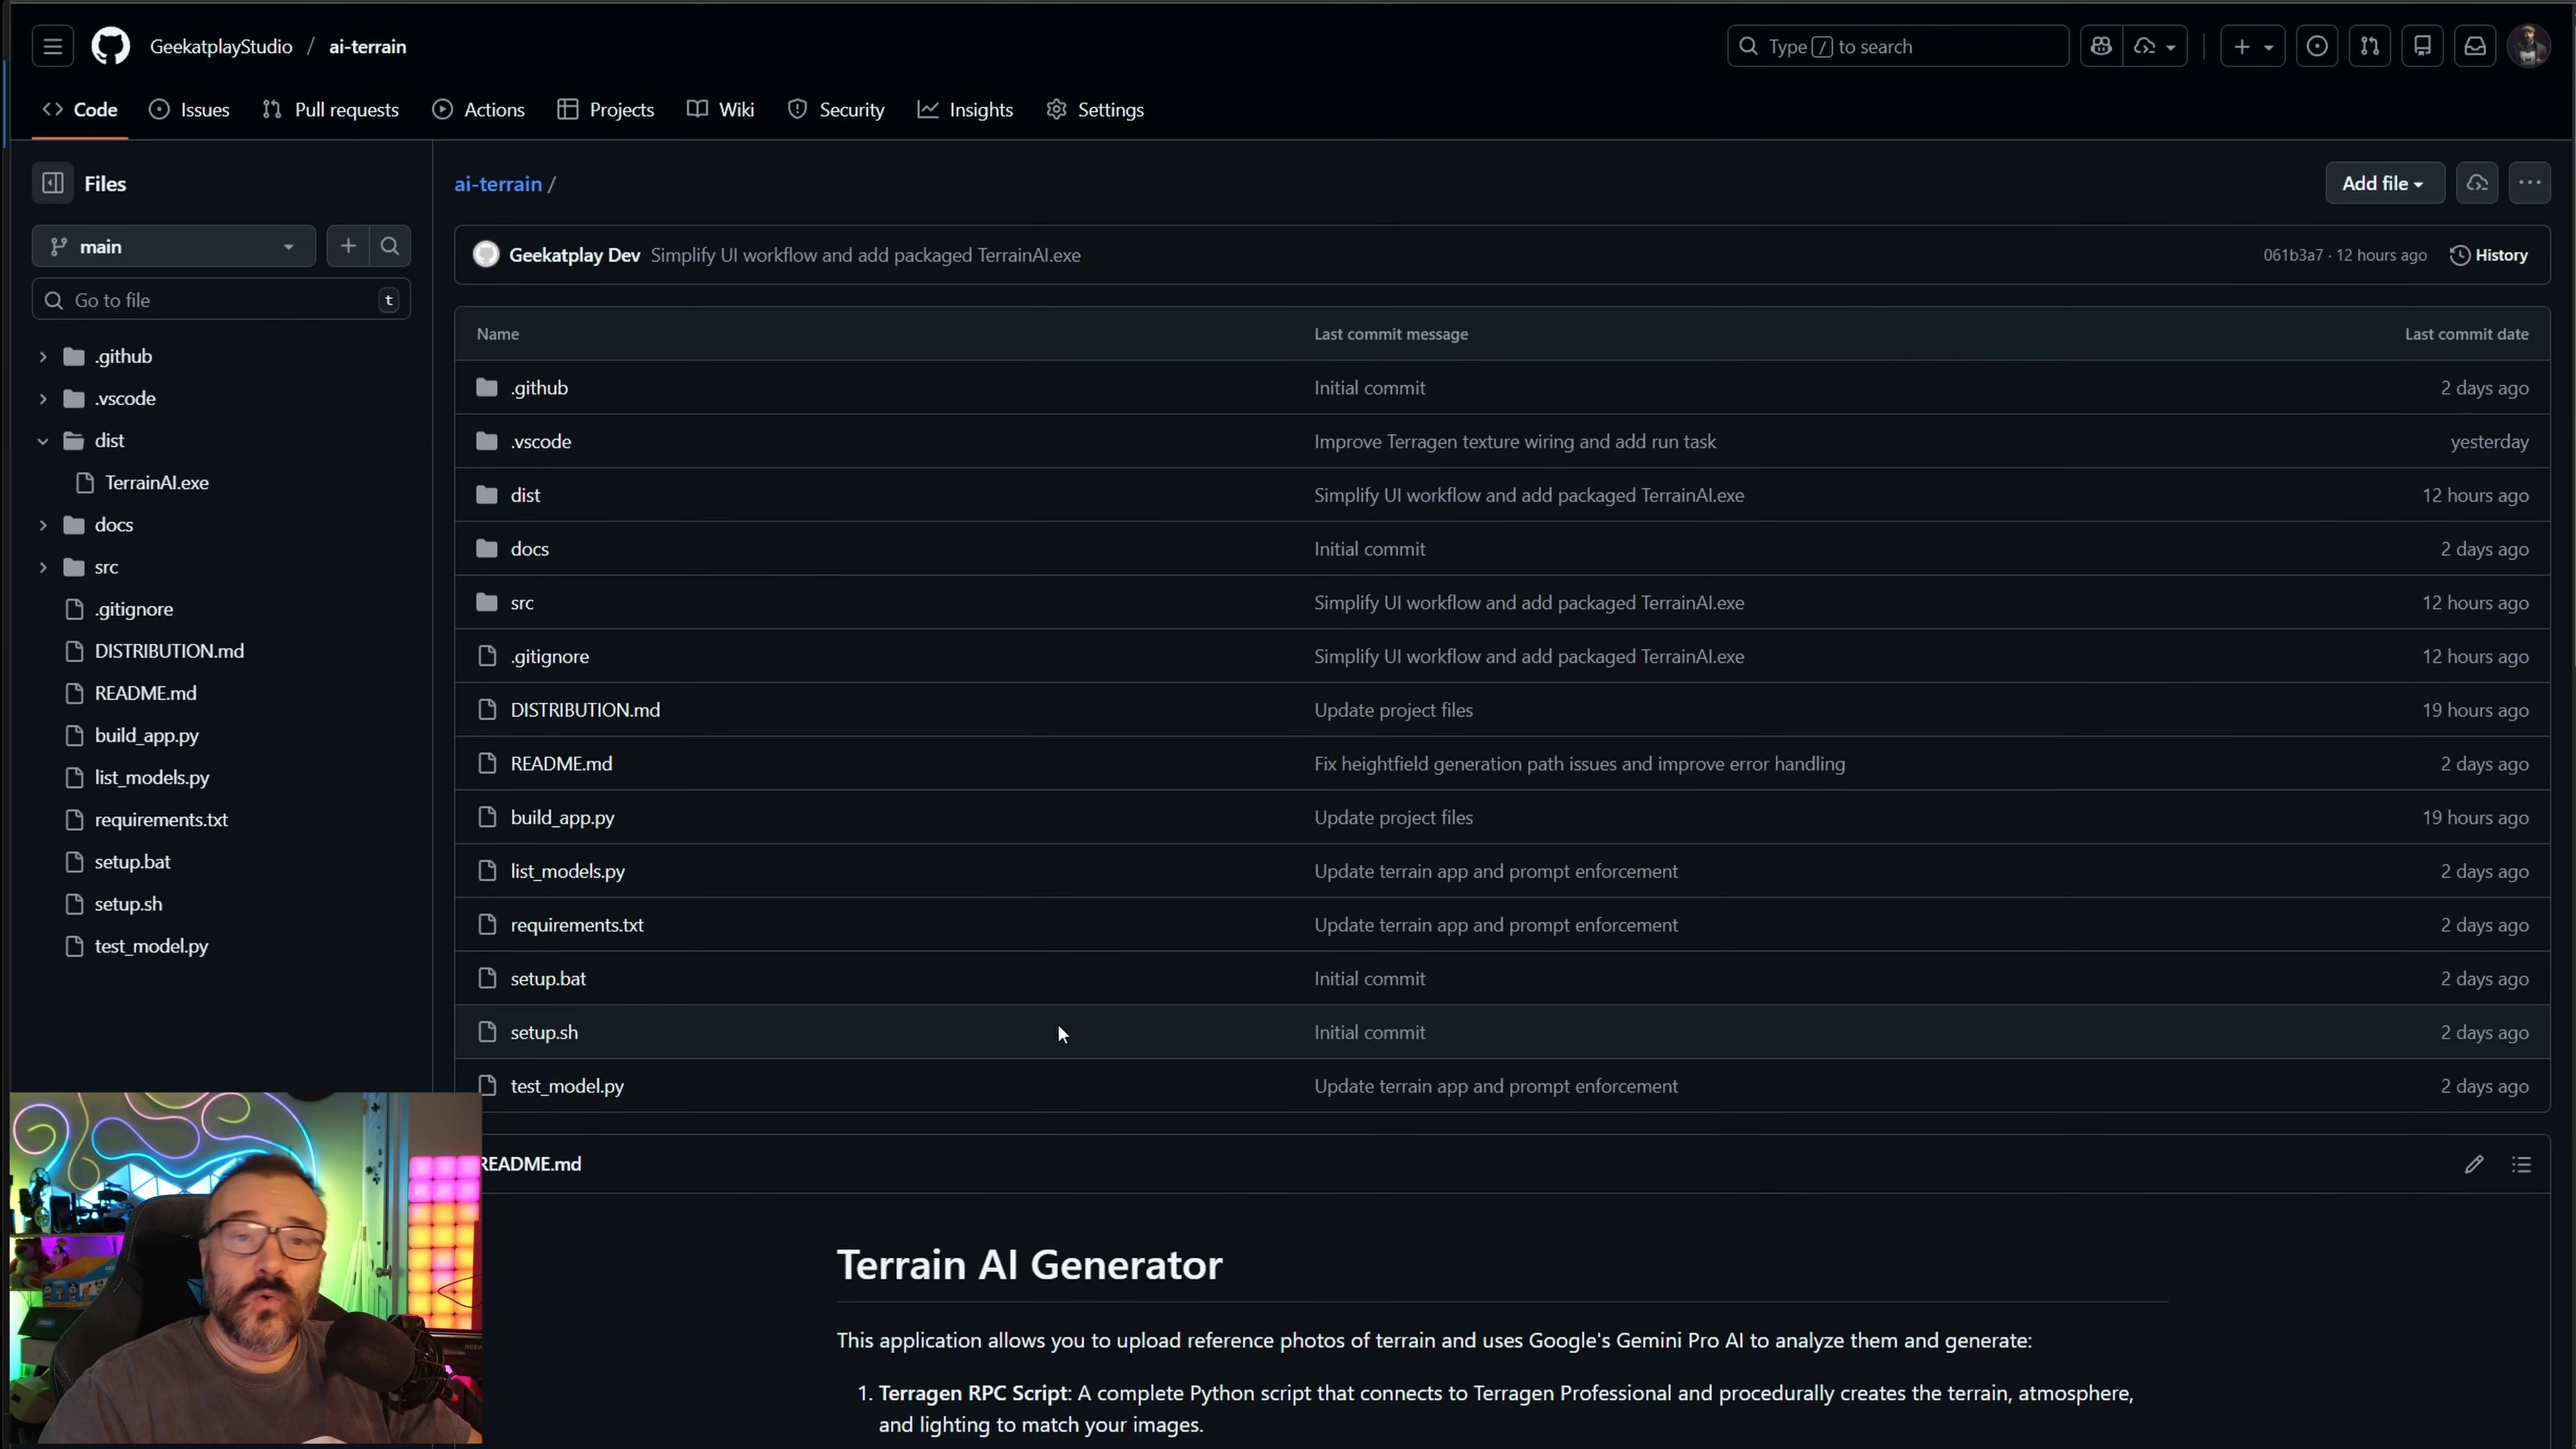 GeekatplayStudio / ai-terrain
Type / to search
Code Issues Pull requests Actions Projects Wiki Security Insights Settings
Files
main
Go to file t
.github
.vscode
dist
TerrainAI.exe
docs
src
.gitignore
DISTRIBUTION.md
README.md
build_app.py
list_models.py
requirements.txt
setup.bat
setup.sh
test_model.py
ai-terrain /
Add file
Geekatplay Dev Simplify UI workflow and add packaged TerrainAI.exe 061b3a7 · 12 hours ago History
Name Last commit message Last commit date
.github Initial commit 2 days ago
.vscode Improve Terragen texture wiring and add run task yesterday
dist Simplify UI workflow and add packaged TerrainAI.exe 12 hours ago
docs Initial commit 2 days ago
src Simplify UI workflow and add packaged TerrainAI.exe 12 hours ago
.gitignore Simplify UI workflow and add packaged TerrainAI.exe 12 hours ago
DISTRIBUTION.md Update project files 19 hours ago
README.md Fix heightfield generation path issues and improve error handling 2 days ago
build_app.py Update project files 19 hours ago
list_models.py Update terrain app and prompt enforcement 2 days ago
requirements.txt Update terrain app and prompt enforcement 2 days ago
setup.bat Initial commit 2 days ago
setup.sh Initial commit 2 days ago
test_model.py Update terrain app and prompt enforcement 2 days ago
README.md
Terrain AI Generator
This application allows you to upload reference photos of terrain and uses Google's Gemini Pro AI to analyze them and generate:
1. Terragen RPC Script: A complete Python script that connects to Terragen Professional and procedurally creates the terrain, atmosphere,
and lighting to match your images.